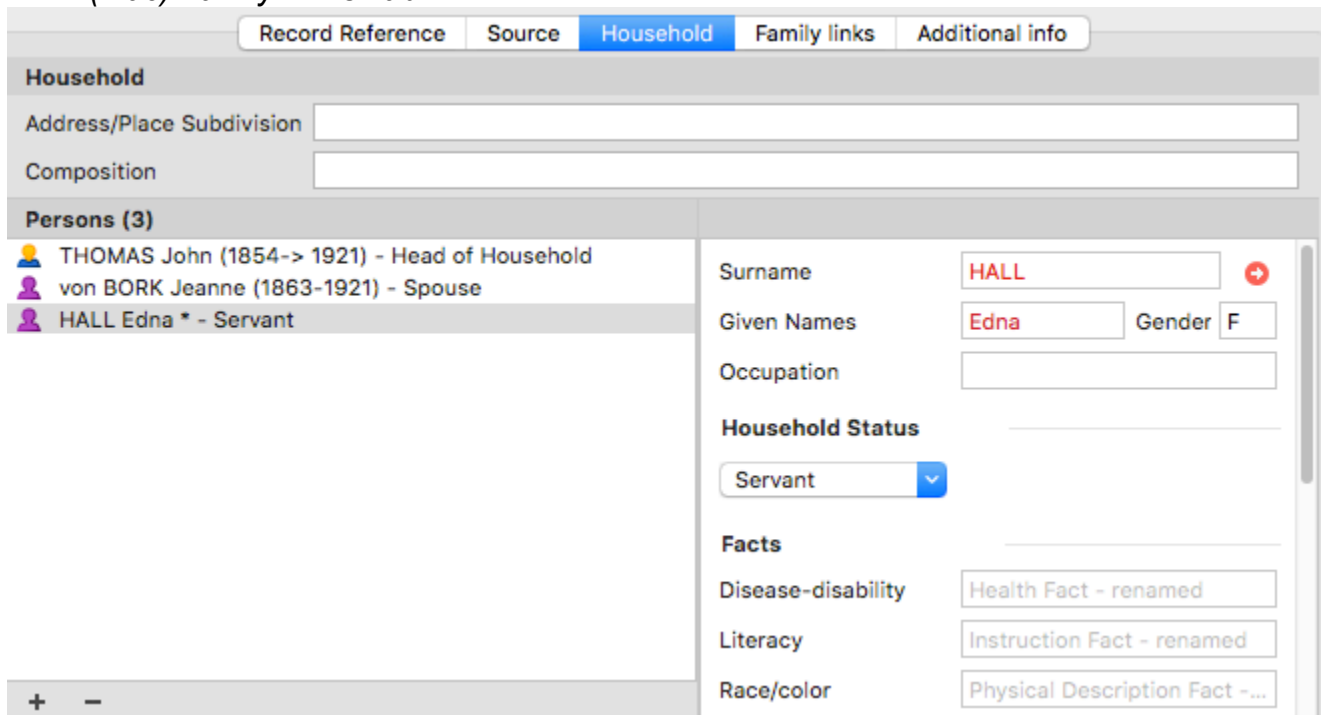 Record Reference Source Household Family links Additional info
Household
Address/Place Subdivision
Composition
Persons (3)
THOMAS John (1854-> 1921) - Head of Household
von BORK Jeanne (1863-1921) - Spouse
HALL Edna * - Servant
+ −
Surname HALL
Given Names Edna Gender F
Occupation
Household Status
Servant
Facts
Disease-disability Health Fact - renamed
Literacy Instruction Fact - renamed
Race/color Physical Description Fact -...